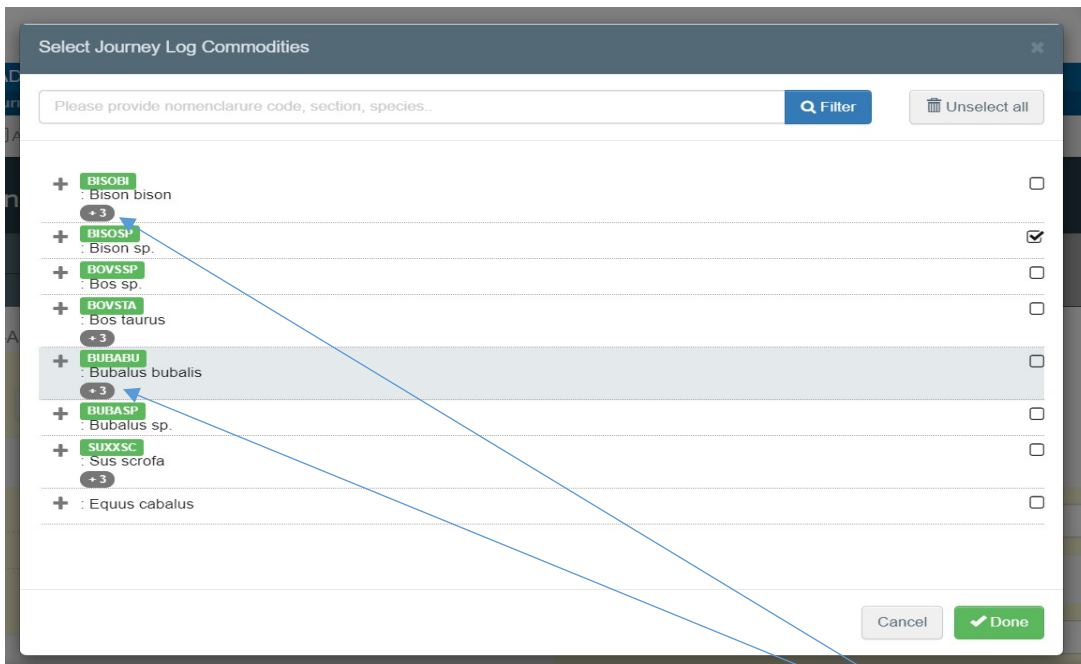 Select Journey Log Commodities
Please provide nomenclarure code, section, species..
Filter
Unselect all
BISOBI
: Bison bison
+ 3
BISOSP
: Bison sp.
BOVSSP
: Bos sp.
BOVSTA
: Bos taurus
+ 3
BUBABU
: Bubalus bubalis
+ 3
BUBASP
: Bubalus sp.
SUXXSC
: Sus scrofa
+ 3
: Equus cabalus
Cancel
Done